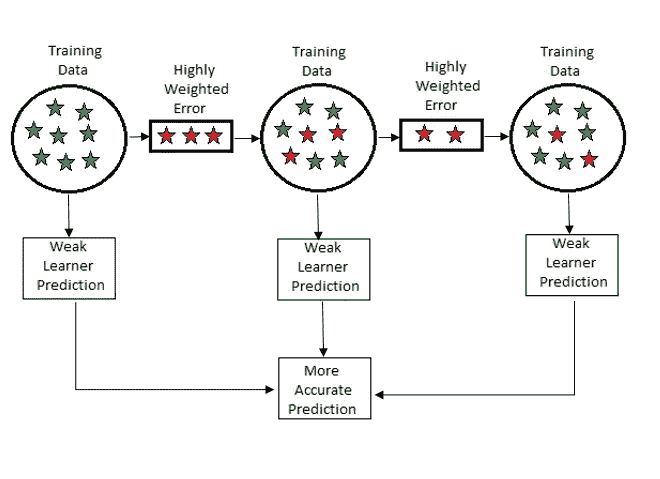 Training
Data
Highly
Weighted
Error
Training
Data
Highly
Weighted
Error
Training
Data
Weak
Learner
Prediction
Weak
Learner
Prediction
Weak
Learner
Prediction
More
Accurate
Prediction